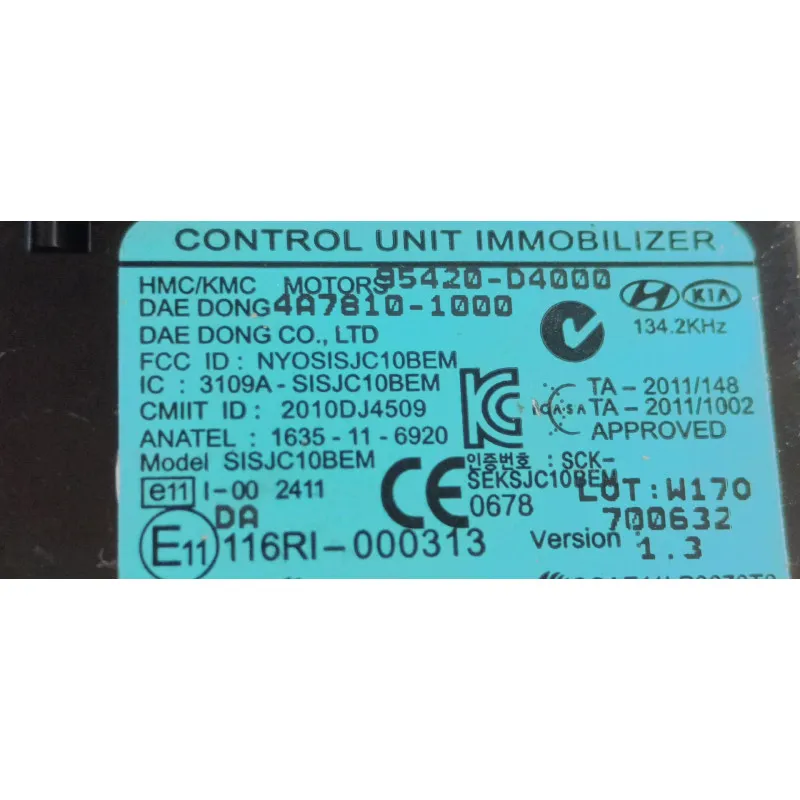 CONTROL UNIT IMMOBILIZER
HMC/KMC MOTORS 95420-D4000
DAE DONG 4A7810-1000
KIA
134.2KHz
DAE DONG CO., LTD
FCC ID : NYOSISJC10BEM
IC : 3109A - SISJC10BEM
TA - 2011/148
CMIIT ID : 2010DJ4509
ICASA TA - 2011/1002
ANATEL : 1635 - 11 - 6920
APPROVED
Model SISJC10BEM
인증번호 : SCK-
SEKSJC10BEM
e11 I-00 2411
CE 0678
LOT:W170
700632
DA
E11 116RI-000313
Version 1.3